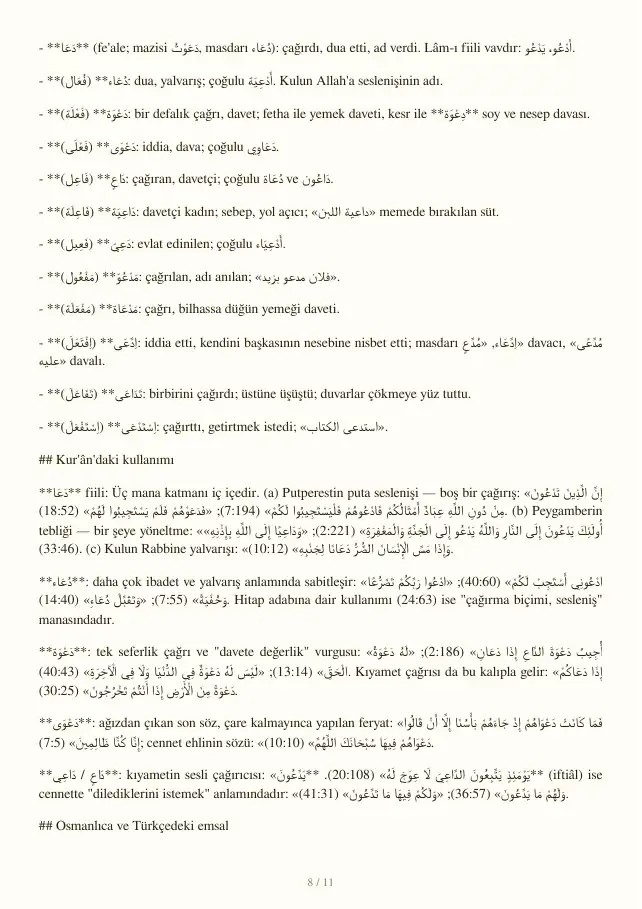 - **دَعَا** (fe'ale; mazisi دَعَوْتُ, masdarı دُعَاء): çağırdı, dua etti, ad verdi. Lâm-ı fiili vavdır: أَدْعُو، يَدْعُو.
- **دُعَاء** (فُعَال)**: dua, yalvarış; çoğulu أَدْعِيَة. Kulun Allah'a seslenişinin adı.
- **دَعْوَة** (فَعْلَة)**: bir defalık çağrı, davet; fetha ile yemek daveti, kesr ile **دِعْوَة** soy ve nesep davası.
- **دَعْوَى** (فَعْلَى)**: iddia, dava; çoğulu دَعَاوِي.
- **دَاعٍ** (فَاعِل)**: çağıran, davetçi; çoğulu دُعَاة ve دَاعُون.
- **دَاعِيَة** (فَاعِلَة)**: davetçi kadın; sebep, yol açıcı; «داعية اللبن» memede bırakılan süt.
- **دَعِيّ** (فَعِيل)**: evlat edinilen; çoğulu أَدْعِيَاء.
- **مَدْعُوّ** (مَفْعُول)**: çağrılan, adı anılan; «فلان مدعو بزيد».
- **مَدْعَاة** (مَفْعَلَة)**: çağrı, bilhassa düğün yemeği daveti.
- **اِدَّعَى** (اِفْتَعَلَ)**: iddia etti, kendini başkasının nesebine nisbet etti; masdarı اِدِّعَاء, «مُدَّعٍ» davacı, «مُدَّعًى
عليه» davalı.
- **تَدَاعَى** (تَفَاعَلَ)**: birbirini çağırdı; üstüne üşüştü; duvarlar çökmeye yüz tuttu.
- **اِسْتَدْعَى** (اِسْتَفْعَلَ)**: çağırttı, getirtmek istedi; «استدعى الكتاب».
## Kur'ân'daki kullanımı
**دَعَا** fiili: Üç mana katmanı iç içedir. (a) Putperestin puta seslenişi — boş bir çağrış: «إِنَّ الَّذِينَ تَدْعُونَ
مِنْ دُونِ اللَّهِ عِبَادٌ أَمْثَالُكُمْ فَادْعُوهُمْ فَلْيَسْتَجِيبُوا لَكُمْ» (7:194); «فَدَعَوْهُمْ فَلَمْ يَسْتَجِيبُوا لَهُمْ» (18:52). (b) Peygamberin
tebliği — bir şeye yöneltme: «أُولَئِكَ يَدْعُونَ إِلَى النَّارِ وَاللَّهُ يَدْعُو إِلَى الْجَنَّةِ وَالْمَغْفِرَةِ» (2:221); «وَدَاعِيًا إِلَى اللَّهِ بِإِذْنِهِ»
(33:46). (c) Kulun Rabbine yalvarışı: «وَإِذَا مَسَّ الْإِنْسَانَ الضُّرُّ دَعَانَا لِجَنْبِهِ» (10:12).
**دُعَاء**: daha çok ibadet ve yalvarış anlamında sabitleşir: «ادْعُونِي أَسْتَجِبْ لَكُمْ» (40:60); «ادْعُوا رَبَّكُمْ تَضَرُّعًا
وَخُفْيَةً» (7:55); «وَتَقَبَّلْ دُعَاءِ» (14:40). Hitap adabına dair kullanımı (24:63) ise "çağırma biçimi, sesleniş"
manasındadır.
**دَعْوَة**: tek seferlik çağrı ve "davete değerlik" vurgusu: «أُجِيبُ دَعْوَةَ الدَّاعِ إِذَا دَعَانِ» (2:186); «لَهُ دَعْوَةُ
الْحَقِّ» (13:14); «لَيْسَ لَهُ دَعْوَةٌ فِي الدُّنْيَا وَلَا فِي الْآخِرَةِ» (40:43). Kıyamet çağrısı da bu kalıpla gelir: «إِذَا دَعَاكُمْ
دَعْوَةً مِنَ الْأَرْضِ إِذَا أَنْتُمْ تَخْرُجُونَ» (30:25).
**دَعْوَى**: ağızdan çıkan son söz, çare kalmayınca yapılan feryat: «فَمَا كَانَتْ دَعْوَاهُمْ إِذْ جَاءَهُمْ بَأْسُنَا إِلَّا أَنْ قَالُوا
إِنَّا كُنَّا ظَالِمِينَ» (7:5); cennet ehlinin sözü: «دَعْوَاهُمْ فِيهَا سُبْحَانَكَ اللَّهُمَّ» (10:10).
**دَاعٍ / دَاعِي**: kıyametin sesli çağırıcısı: «يَوْمَئِذٍ يَتَّبِعُونَ الدَّاعِيَ لَا عِوَجَ لَهُ» (20:108). **يَدَّعُونَ** (iftiâl) ise
cennette "dilediklerini istemek" anlamındadır: «وَلَهُمْ مَا يَدَّعُونَ» (36:57); «وَلَكُمْ فِيهَا مَا تَدَّعُونَ» (41:31).
## Osmanlıca ve Türkçedeki emsal
8 / 11